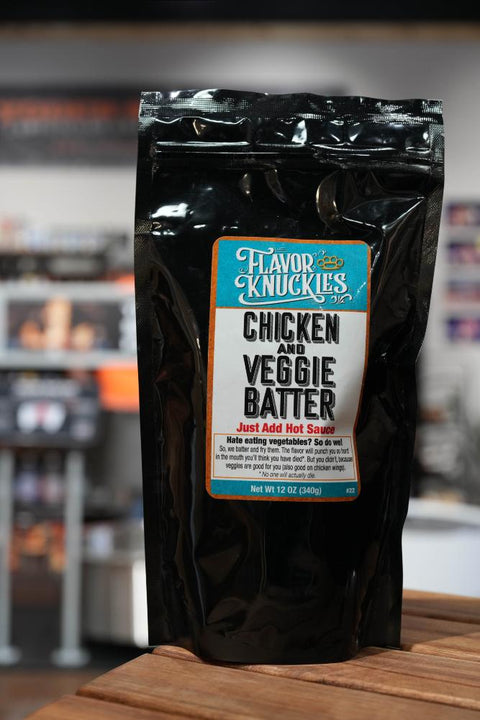 FLAVOR
KNUCKLES
CHICKEN
AND
VEGGIE
BATTER
Just Add Hot Sauce
Hate eating vegetables? So do we!
So, we batter and fry them. The flavor will punch you so hard
in the mouth you'll think you have died*. But you didn't, because
veggies are good for you (also good on chicken wings).
* No one will actually die.
Net Wt 12 OZ (340g) #22